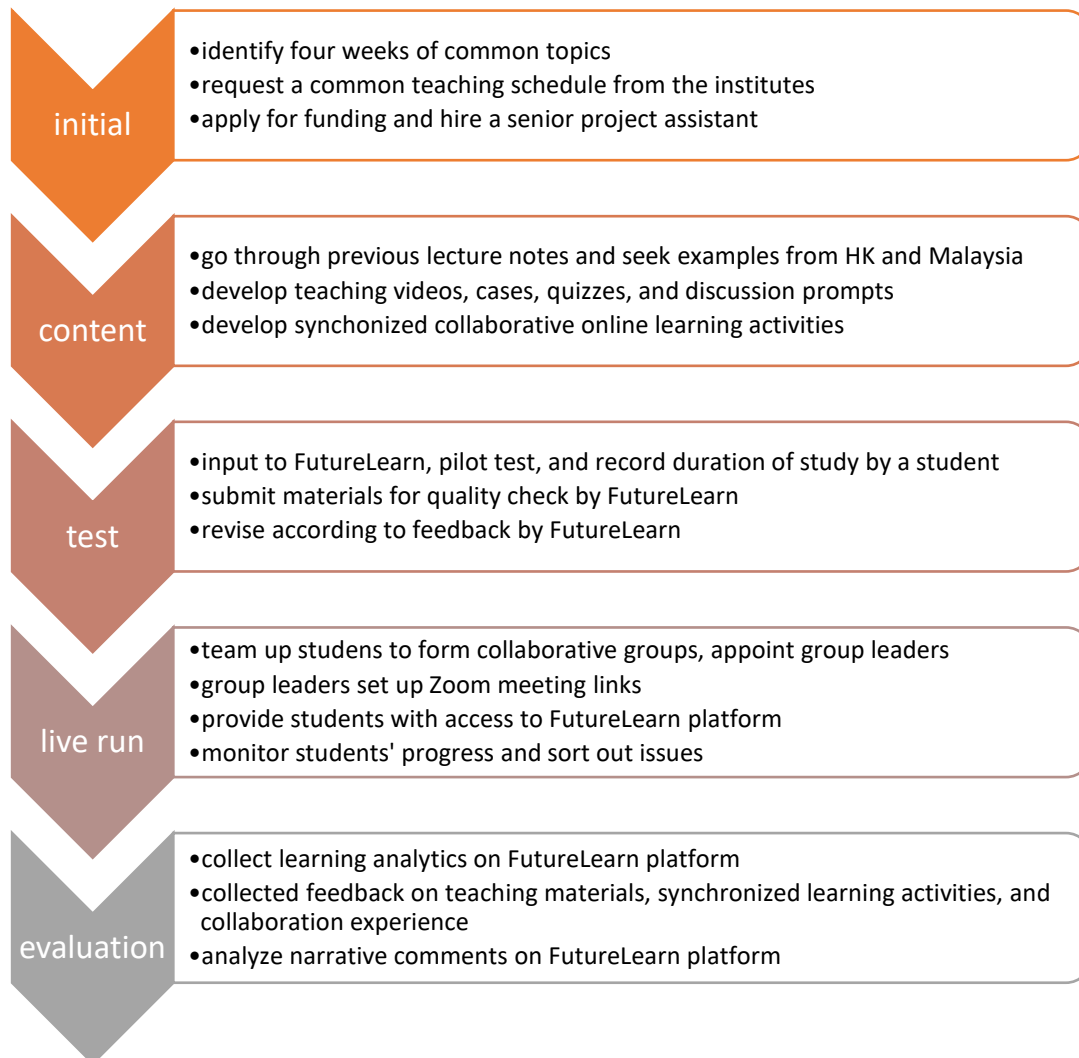 initial
•identify four weeks of common topics
•request a common teaching schedule from the institutes
•apply for funding and hire a senior project assistant
content
•go through previous lecture notes and seek examples from HK and Malaysia
•develop teaching videos, cases, quizzes, and discussion prompts
•develop synchonized collaborative online learning activities
test
•input to FutureLearn, pilot test, and record duration of study by a student
•submit materials for quality check by FutureLearn
•revise according to feedback by FutureLearn
live run
•team up studens to form collaborative groups, appoint group leaders
•group leaders set up Zoom meeting links
•provide students with access to FutureLearn platform
•monitor students' progress and sort out issues
evaluation
•collect learning analytics on FutureLearn platform
•collected feedback on teaching materials, synchronized learning activities, and
collaboration experience
•analyze narrative comments on FutureLearn platform